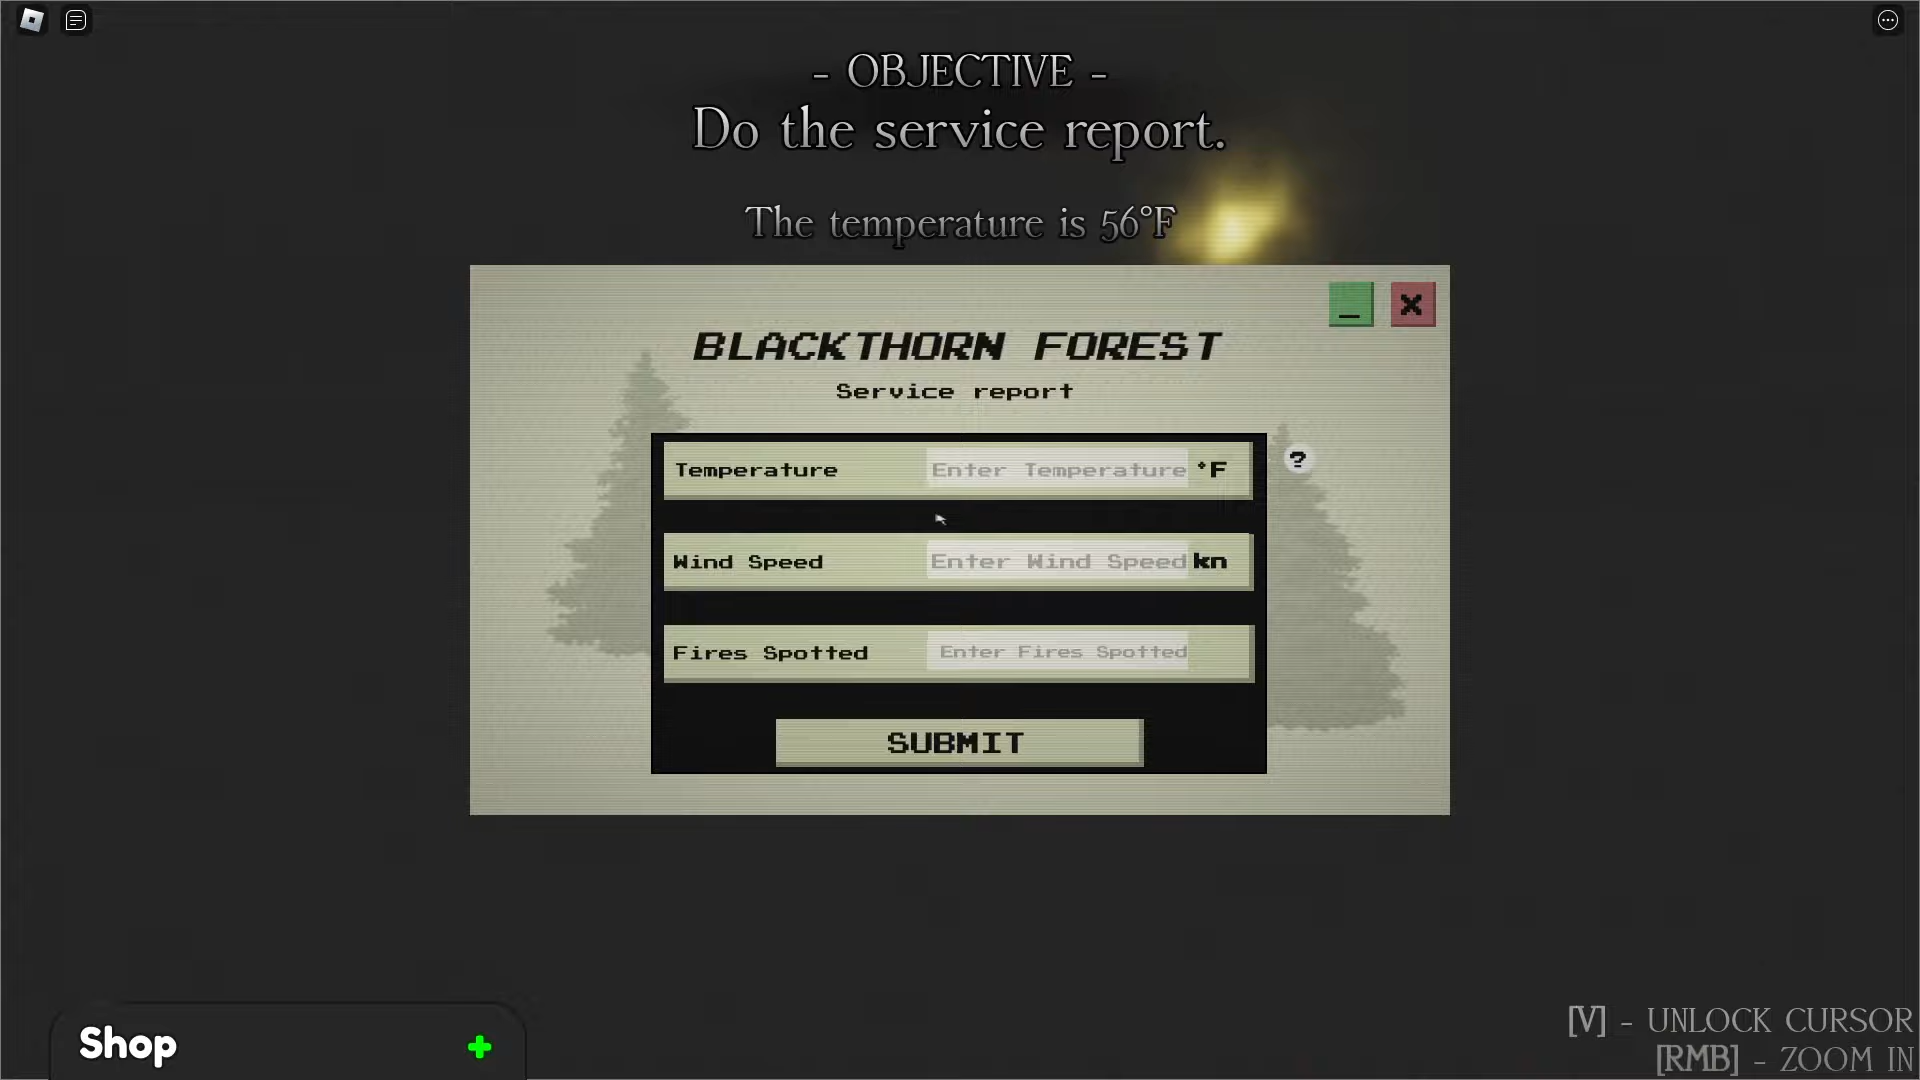 - OBJECTIVE -
Do the service report.
The temperature is 56°F
_ X
BLACKTHORN FOREST
Service report
Temperature Enter Temperature °F
?
Wind Speed Enter Wind Speed kn
Fires Spotted Enter Fires Spotted
SUBMIT
Shop +
[V] - UNLOCK CURSOR
[RMB] - ZOOM IN